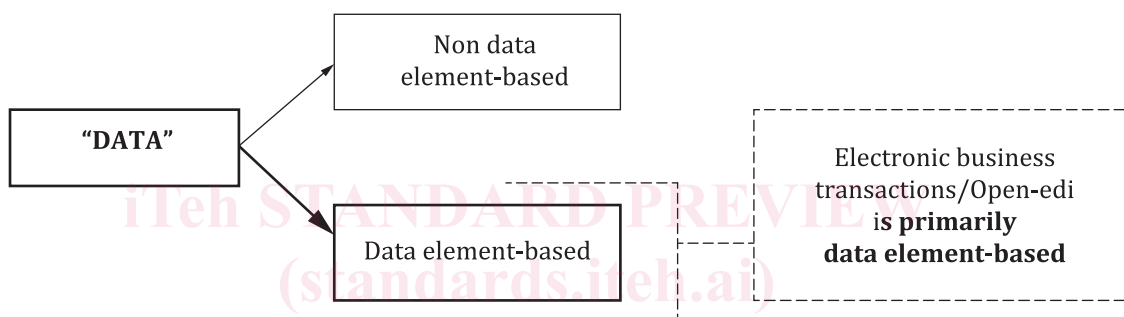 Non data
element-based
“DATA”
Electronic business
transactions/Open-edi
is primarily
data element-based
Data element-based
iTeh STANDARD PREVIEW
(standards.iteh.ai)